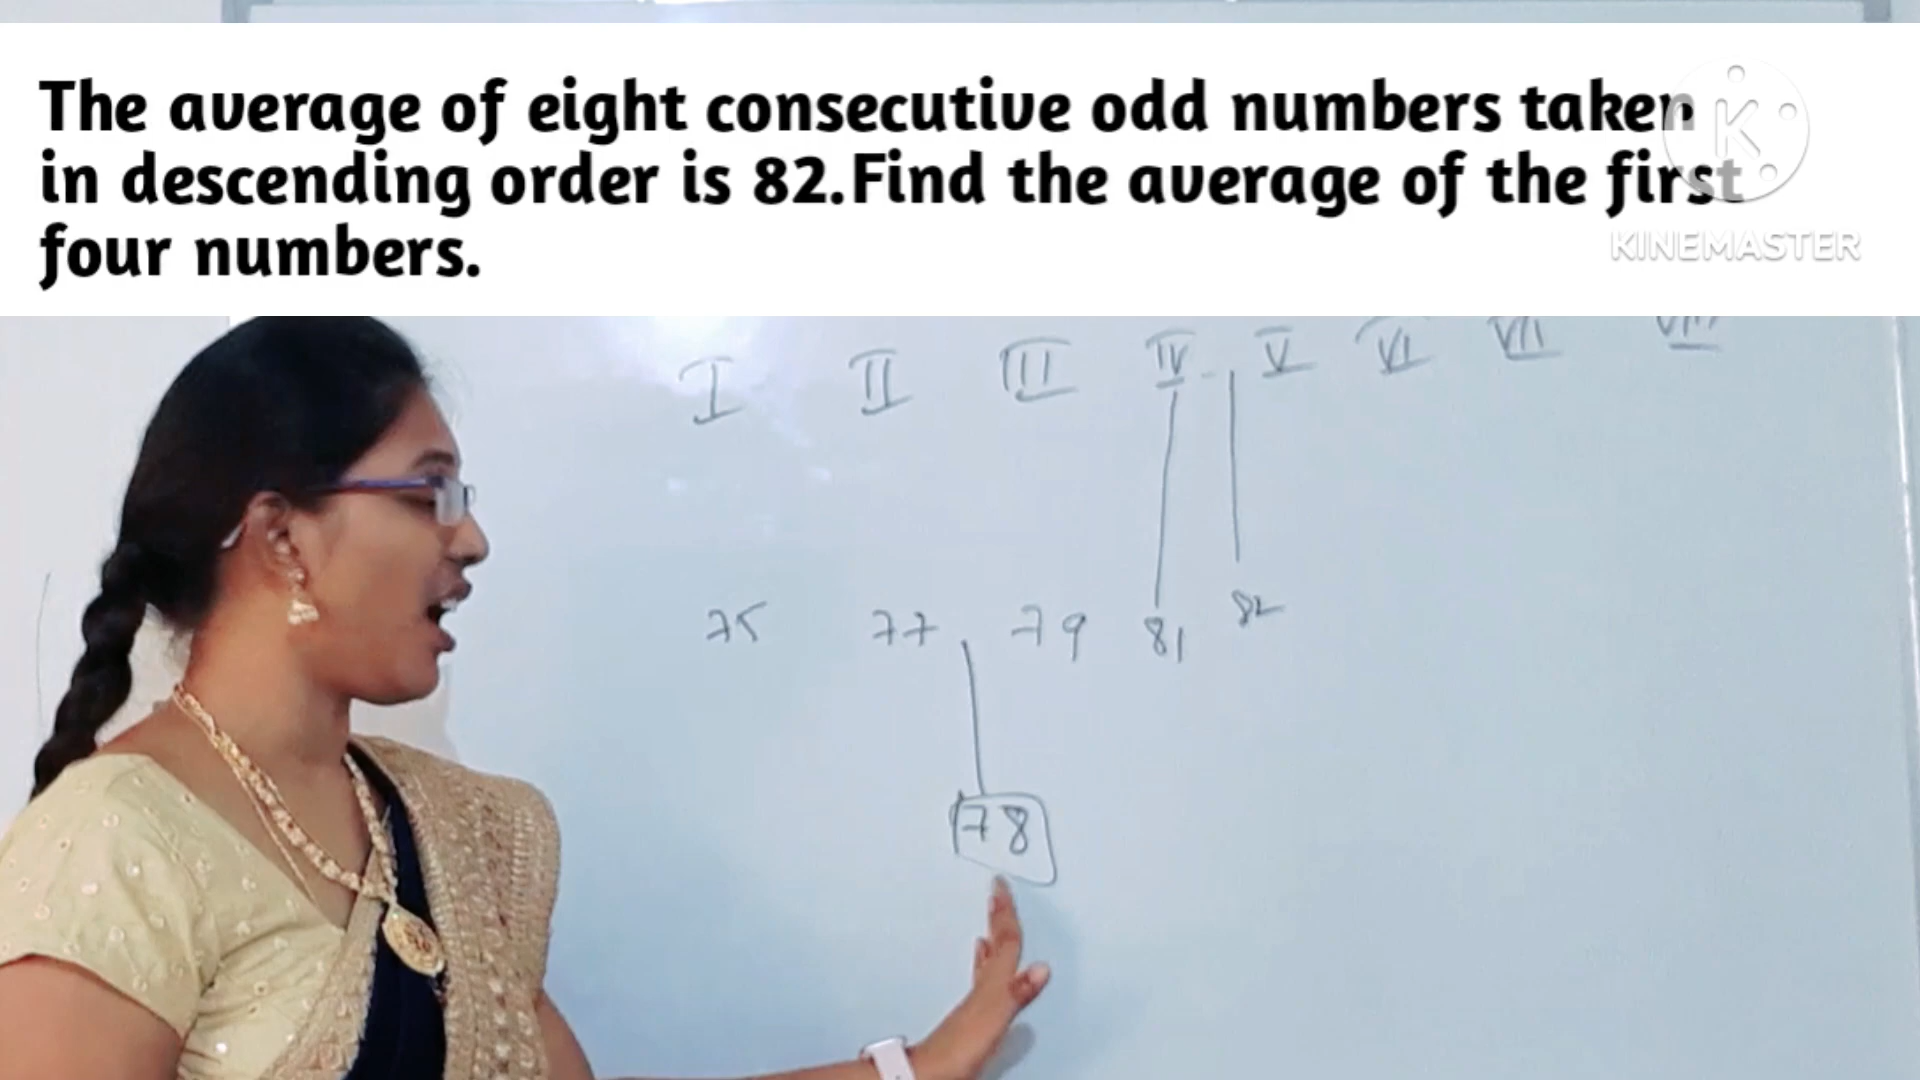 The average of eight consecutive odd numbers taken
in descending order is 82.Find the average of the first
four numbers.
KINEMASTER
I II III IV V VI VII VIII
75 77 79 81 82
78